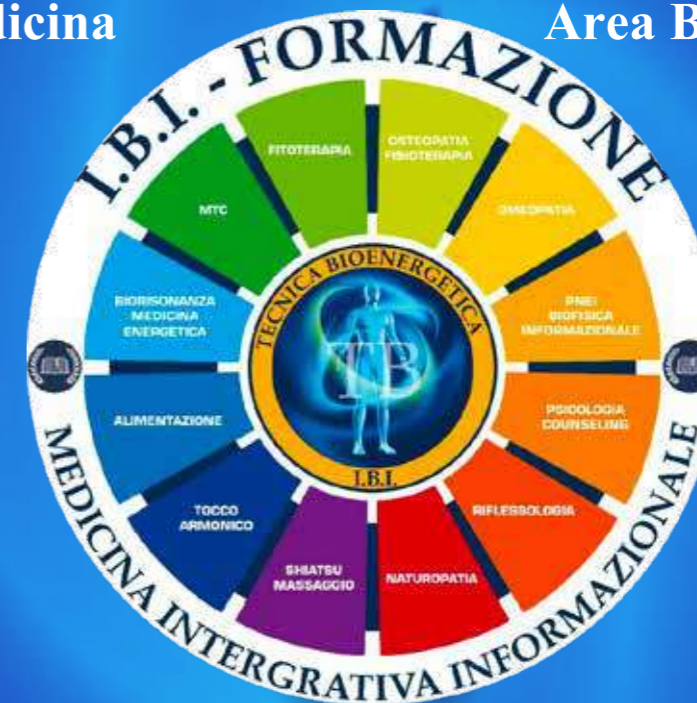 dicina
Area B
I.B.I. - FORMAZIONE
FITOTERAPIA
OSTEOPATIA
FISIOTERAPIA
OMEOPATIA
PNEI
BIOFISICA
INFORMAZIONALE
PSICOLOGIA
COUNSELING
RIFLESSOLOGIA
NATUROPATIA
SHIATSU
MASSAGGIO
TOCCO
ARMONICO
ALIMENTAZIONE
BIORISONANZA
MEDICINA
ENERGETICA
MTC
TECNICA BIOENERGETICA
TB
I.B.I.
MEDICINA INTERGRATIVA INFORMAZIONALE